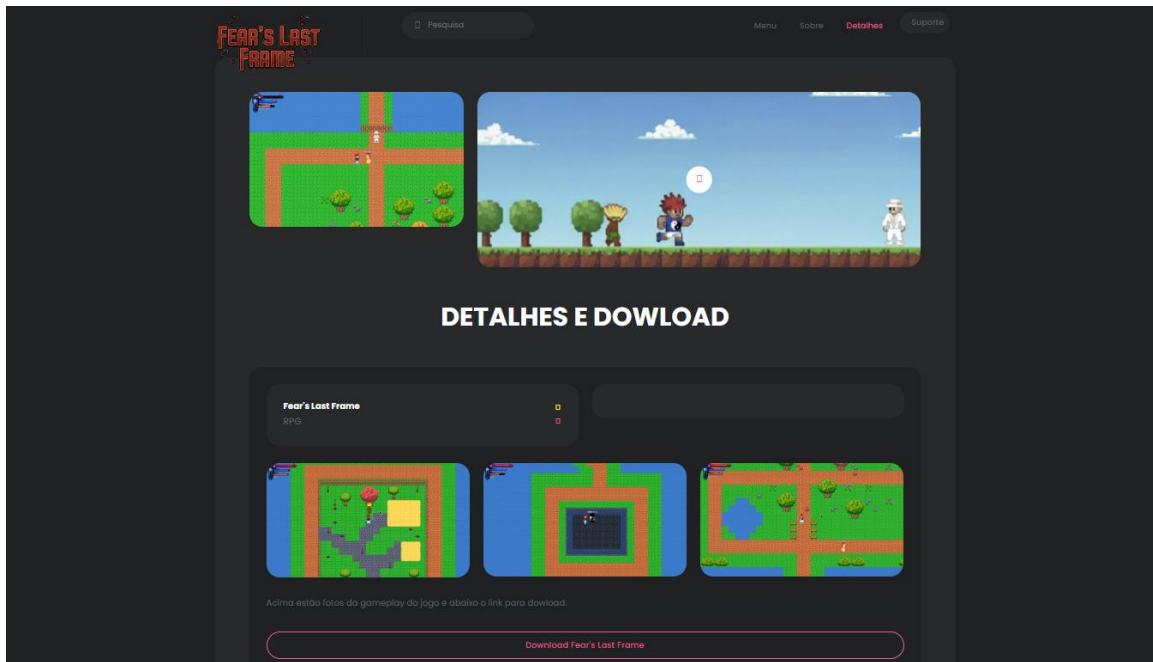 FEAR'S LAST
FRAME
Pesquisa
Menu
Sobre
Detalhes
Suporte
DETALHES E DOWLOAD
Fear's Last Frame
RPG
Acima estão fotos da gameplay do jogo e abaixo o link para dowload.
Download Fear's Last Frame